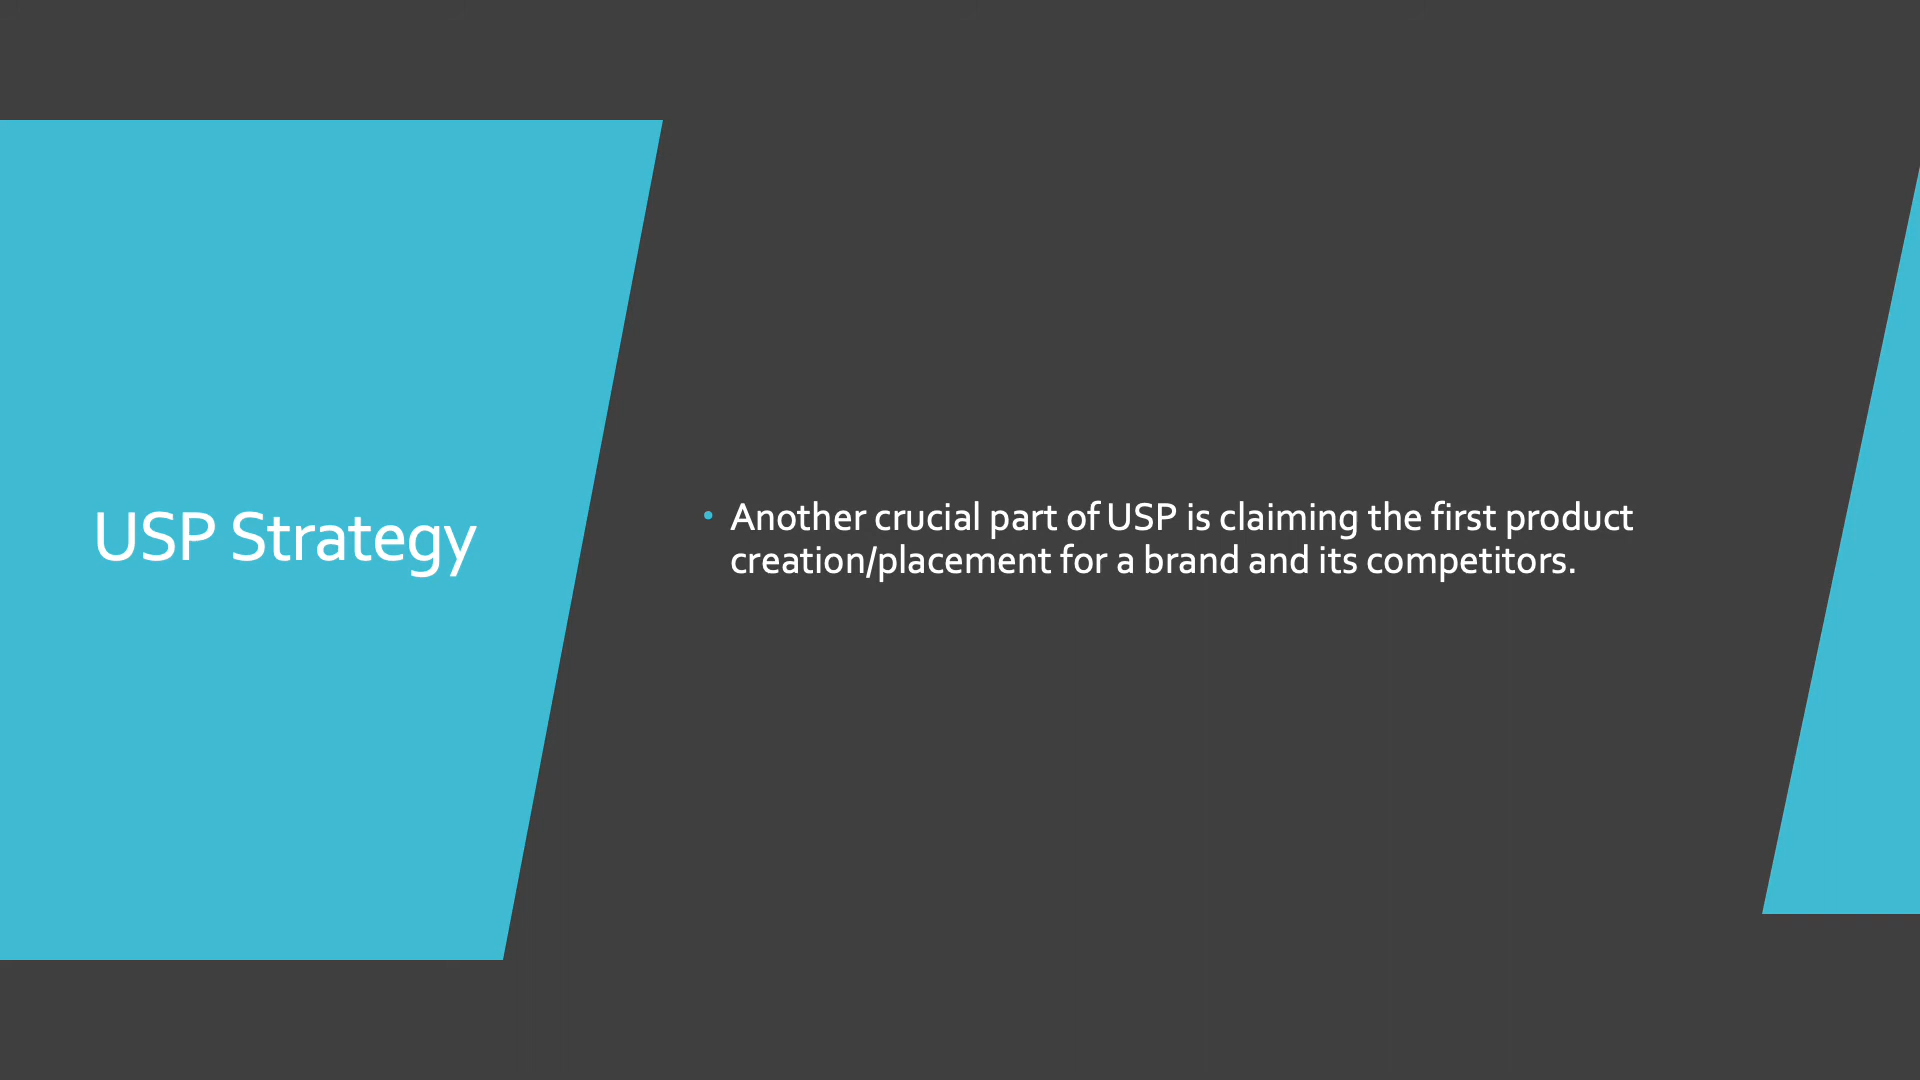 USP Strategy
• Another crucial part of USP is claiming the first product
creation/placement for a brand and its competitors.